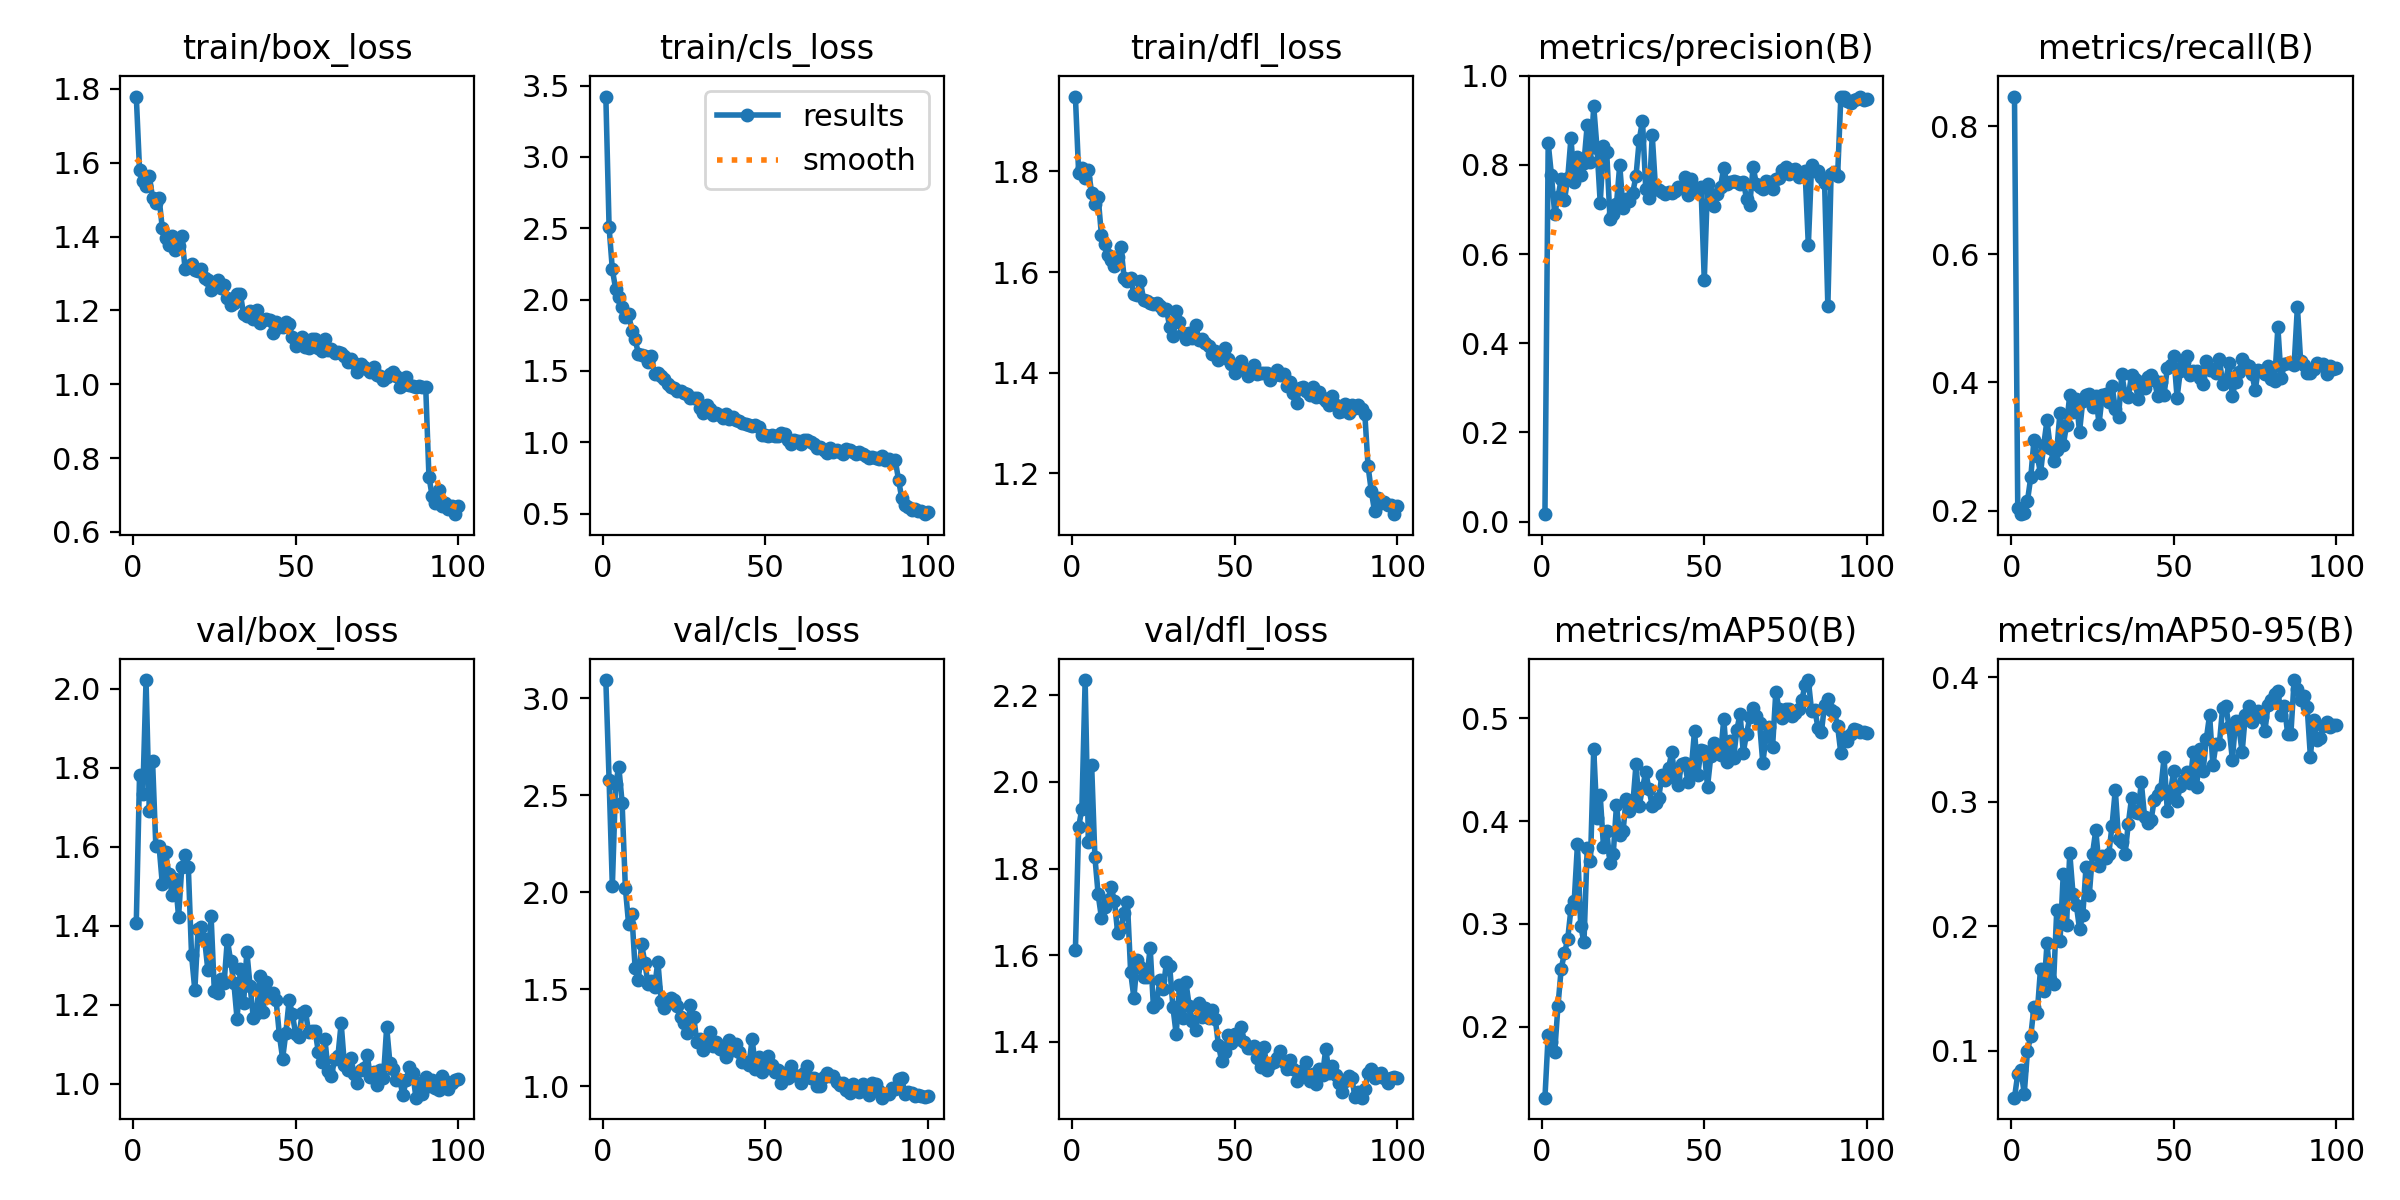 train/box_loss
1.8
1.6
1.4
1.2
1.0
0.8
0.6
0 50 100
train/cls_loss
results
smooth
3.5
3.0
2.5
2.0
1.5
1.0
0.5
0 50 100
train/dfl_loss
1.8
1.6
1.4
1.2
0 50 100
metrics/precision(B)
1.0
0.8
0.6
0.4
0.2
0.0
0 50 100
metrics/recall(B)
0.8
0.6
0.4
0.2
0 50 100
val/box_loss
2.0
1.8
1.6
1.4
1.2
1.0
0 50 100
val/cls_loss
3.0
2.5
2.0
1.5
1.0
0 50 100
val/dfl_loss
2.2
2.0
1.8
1.6
1.4
0 50 100
metrics/mAP50(B)
0.5
0.4
0.3
0.2
0 50 100
metrics/mAP50-95(B)
0.4
0.3
0.2
0.1
0 50 100